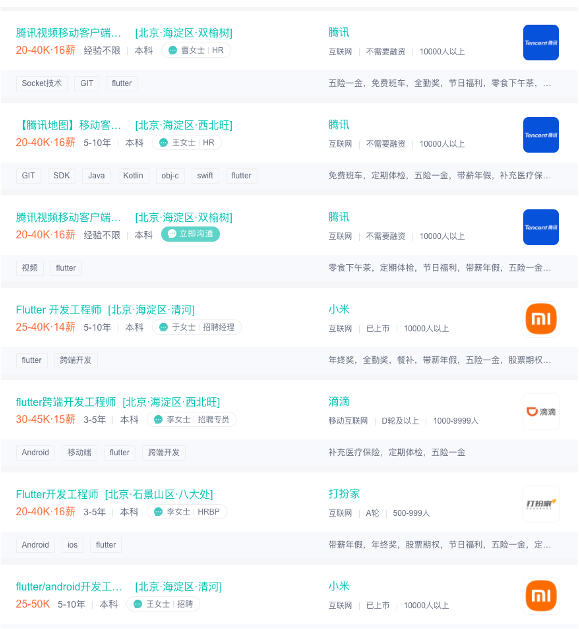 腾讯视频移动客户端… [北京·海淀区·双榆树] 腾讯
20-40K·16薪 经验不限 本科 曹女士 HR 互联网 不需要融资 10000人以上 Tencent 腾讯
Socket技术 GIT flutter 五险一金，免费班车，全勤奖，节日福利，零食下午茶，…
【腾讯地图】移动客… [北京·海淀区·西北旺] 腾讯
20-40K·16薪 5-10年 本科 王女士 HR 互联网 不需要融资 10000人以上 Tencent 腾讯
GIT SDK Java Kotlin obj-c swift flutter 免费班车，定期体检，五险一金，带薪年假，补充医疗保…
腾讯视频移动客户端… [北京·海淀区·双榆树] 腾讯
20-40K·16薪 经验不限 本科 立即沟通 互联网 不需要融资 10000人以上 Tencent 腾讯
视频 flutter 零食下午茶，定期体检，节日福利，带薪年假，五险一金…
Flutter 开发工程师 [北京·海淀区·清河] 小米
25-40K·14薪 5-10年 本科 于女士 招聘经理 互联网 已上市 10000人以上 mi
flutter 跨端开发 年终奖，全勤奖，餐补，带薪年假，五险一金，股票期权…
flutter跨端开发工程师 [北京·海淀区·西北旺] 滴滴
30-45K·15薪 3-5年 本科 李女士 招聘专员 移动互联网 D轮及以上 1000-9999人 滴滴
Android 移动端 flutter 跨端开发 补充医疗保险，定期体检，五险一金
Flutter开发工程师 [北京·石景山区·八大处] 打扮家
20-40K·16薪 3-5年 本科 李女士 HRBP 互联网 A轮 500-999人 打扮家
Android ios flutter 带薪年假，年终奖，股票期权，节日福利，五险一金，定…
flutter/android开发工… [北京·海淀区·清河] 小米
25-50K 5-10年 本科 王女士 招聘 互联网 已上市 10000人以上 mi